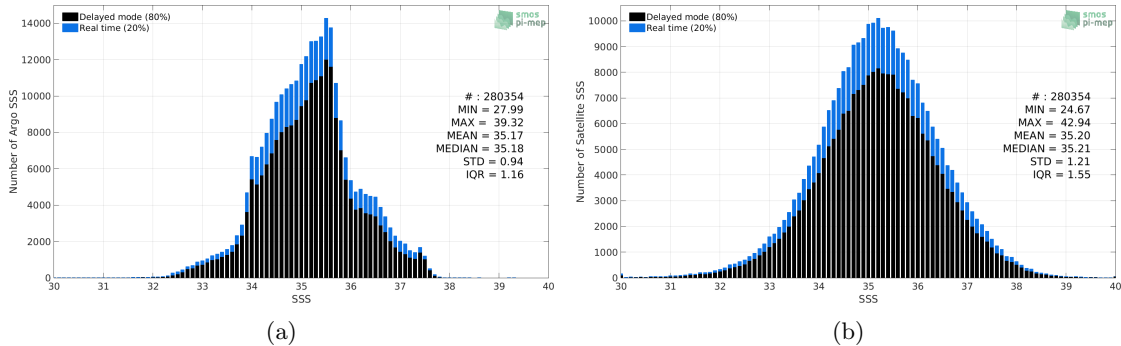 Delayed mode (80%)
Real time (20%)
smos
pi-mep
# : 280354
MIN = 27.99
MAX = 39.32
MEAN = 35.17
MEDIAN = 35.18
STD = 0.94
IQR = 1.16
Number of Argo SSS
14000
12000
10000
8000
6000
4000
2000
0
30 31 32 33 34 35 36 37 38 39 40
SSS
(a)
Delayed mode (80%)
Real time (20%)
smos
pi-mep
# : 280354
MIN = 24.67
MAX = 42.94
MEAN = 35.20
MEDIAN = 35.21
STD = 1.21
IQR = 1.55
Number of Satellite SSS
10000
9000
8000
7000
6000
5000
4000
3000
2000
1000
0
30 31 32 33 34 35 36 37 38 39 40
SSS
(b)